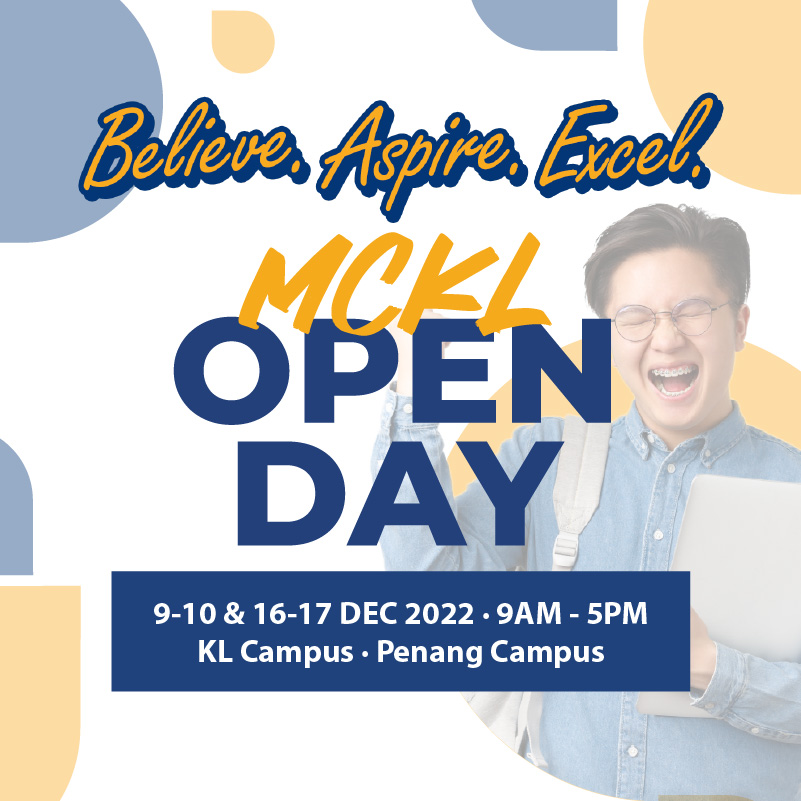 Believe. Aspire. Excel.
MCKL
OPEN
DAY
9-10 & 16-17 DEC 2022 • 9AM - 5PM
KL Campus • Penang Campus